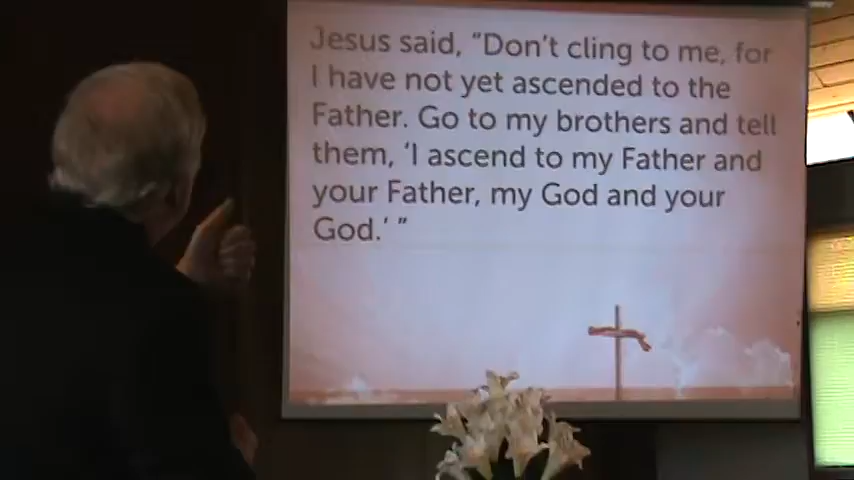 Jesus said, “Don't cling to me, for
I have not yet ascended to the
Father. Go to my brothers and tell
them, ‘I ascend to my Father and
your Father, my God and your
God.’ ”